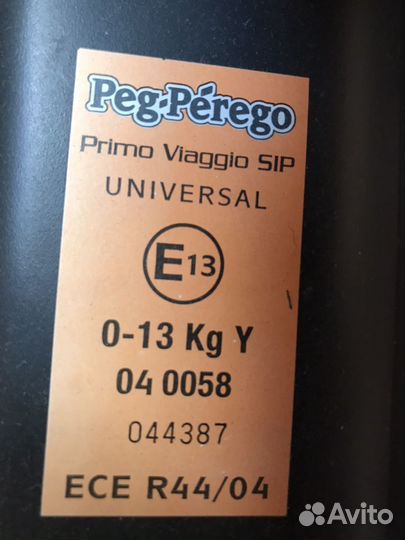 Peg-Pérego
Primo Viaggio SIP
UNIVERSAL
E13
0-13 Kg Y
04 0058
044387
ECE R44/04
Avito